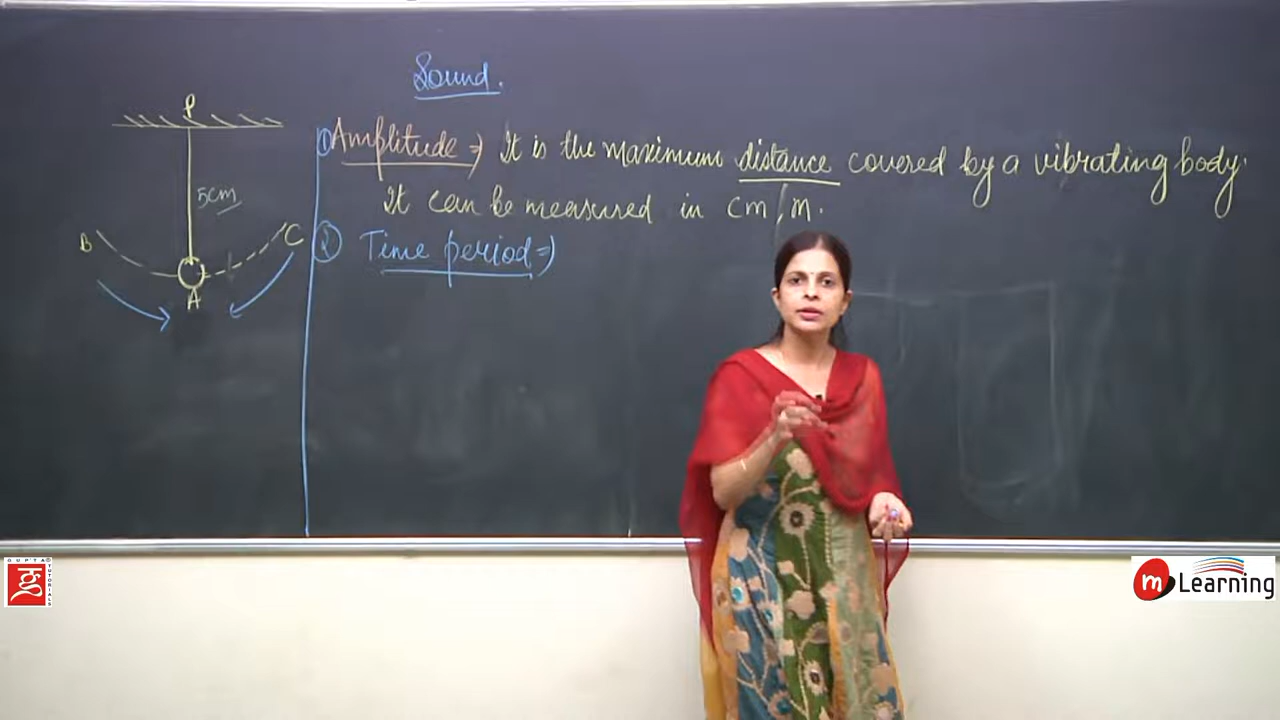 Sound.
P
5cm
B
C
A
① Amplitude ⇒ It is the maximum distance covered by a vibrating body.
It can be measured in cm, m.
② Time period ⇒
GUPTA®
TUTORIALS
ग
m Learning